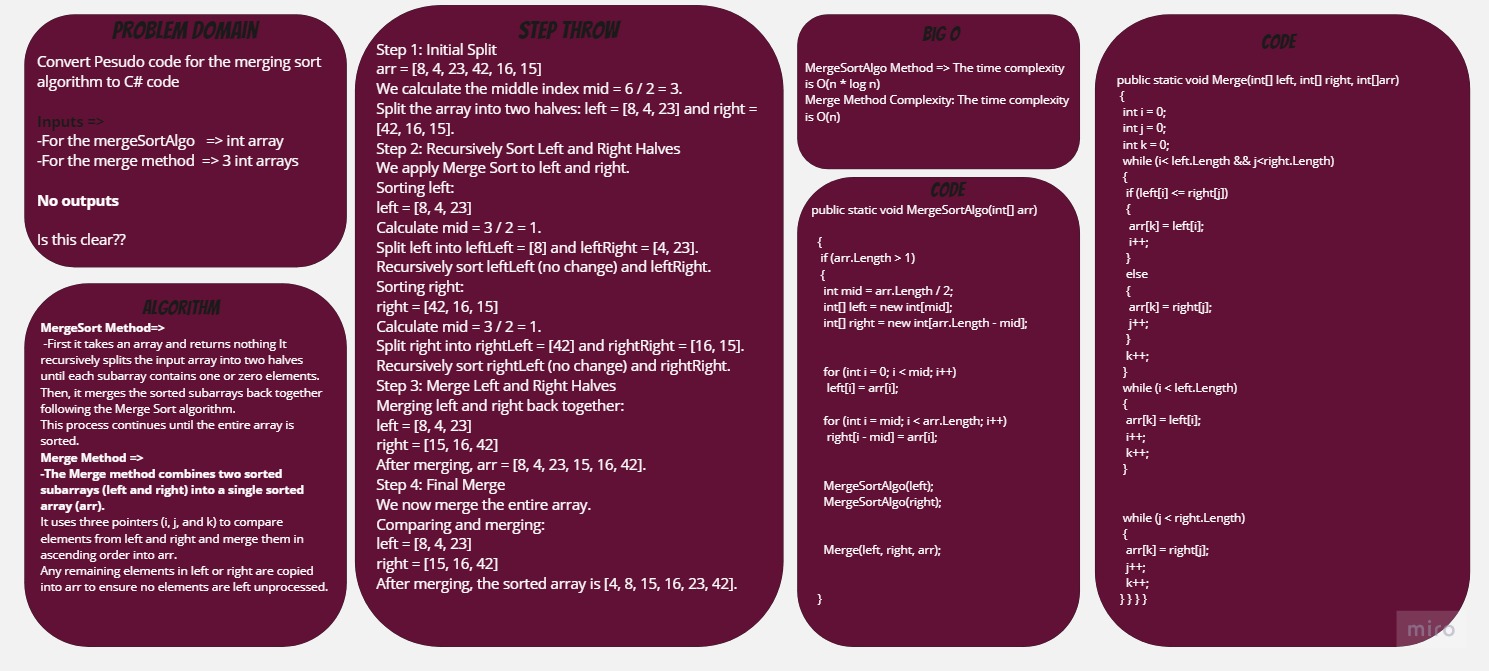 PROBLEM DOMAIN
Convert Pesudo code for the merging sort
algorithm to C# code
Inputs =>
-For the mergeSortAlgo => int array
-For the merge method => 3 int arrays
No outputs
Is this clear??
ALGORITHM
MergeSort Method=>
-First it takes an array and returns nothing It
recursively splits the input array into two halves
until each subarray contains one or zero elements.
Then, it merges the sorted subarrays back together
following the Merge Sort algorithm.
This process continues until the entire array is
sorted.
Merge Method =>
-The Merge method combines two sorted
subarrays (left and right) into a single sorted
array (arr).
It uses three pointers (i, j, and k) to compare
elements from left and right and merge them in
ascending order into arr.
Any remaining elements in left or right are copied
into arr to ensure no elements are left unprocessed.
STEP THROW
Step 1: Initial Split
arr = [8, 4, 23, 42, 16, 15]
We calculate the middle index mid = 6 / 2 = 3.
Split the array into two halves: left = [8, 4, 23] and right =
[42, 16, 15].
Step 2: Recursively Sort Left and Right Halves
We apply Merge Sort to left and right.
Sorting left:
left = [8, 4, 23]
Calculate mid = 3 / 2 = 1.
Split left into leftLeft = [8] and leftRight = [4, 23].
Recursively sort leftLeft (no change) and leftRight.
Sorting right:
right = [42, 16, 15]
Calculate mid = 3 / 2 = 1.
Split right into rightLeft = [42] and rightRight = [16, 15].
Recursively sort rightLeft (no change) and rightRight.
Step 3: Merge Left and Right Halves
Merging left and right back together:
left = [8, 4, 23]
right = [15, 16, 42]
After merging, arr = [8, 4, 23, 15, 16, 42].
Step 4: Final Merge
We now merge the entire array.
Comparing and merging:
left = [8, 4, 23]
right = [15, 16, 42]
After merging, the sorted array is [4, 8, 15, 16, 23, 42].
BIG O
MergeSortAlgo Method => The time complexity
is O(n * log n)
Merge Method Complexity: The time complexity
is O(n)
CODE
public static void MergeSortAlgo(int[] arr)
{
if (arr.Length > 1)
{
int mid = arr.Length / 2;
int[] left = new int[mid];
int[] right = new int[arr.Length - mid];
for (int i = 0; i < mid; i++)
left[i] = arr[i];
for (int i = mid; i < arr.Length; i++)
right[i - mid] = arr[i];
MergeSortAlgo(left);
MergeSortAlgo(right);
Merge(left, right, arr);
}
CODE
public static void Merge(int[] left, int[] right, int[]arr)
{
int i = 0;
int j = 0;
int k = 0;
while (i< left.Length && j<right.Length)
{
if (left[i] <= right[j])
{
arr[k] = left[i];
i++;
}
else
{
arr[k] = right[j];
j++;
}
k++;
}
while (i < left.Length)
{
arr[k] = left[i];
i++;
k++;
}
while (j < right.Length)
{
arr[k] = right[j];
j++;
k++;
} } } }
miro